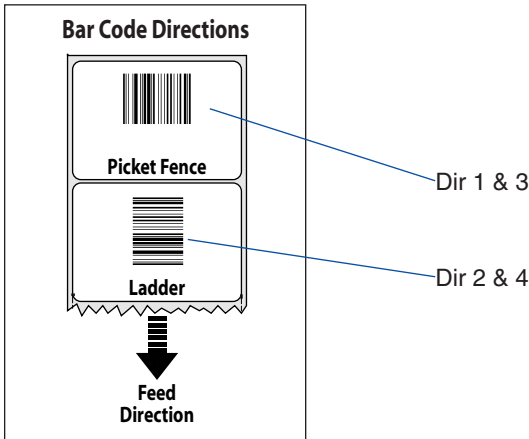 Bar Code Directions
Picket Fence
Dir 1 & 3
Ladder
Dir 2 & 4
Feed
Direction